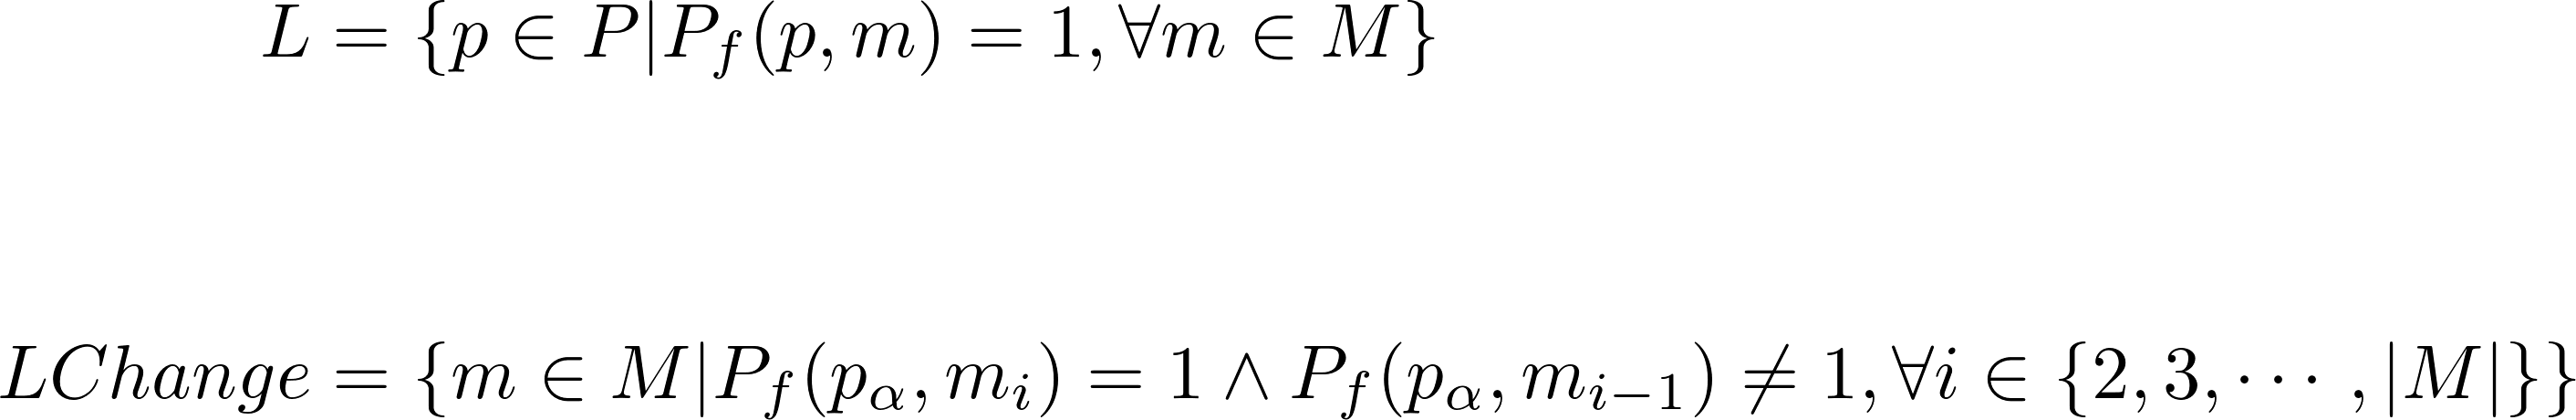 L = {p ∈ P|P_f(p, m) = 1, ∀m ∈ M}
LChange = {m ∈ M|P_f(p_α, m_i) = 1 ∧ P_f(p_α, m_{i−1}) ≠ 1, ∀i ∈ {2, 3, ⋯ , |M|}}